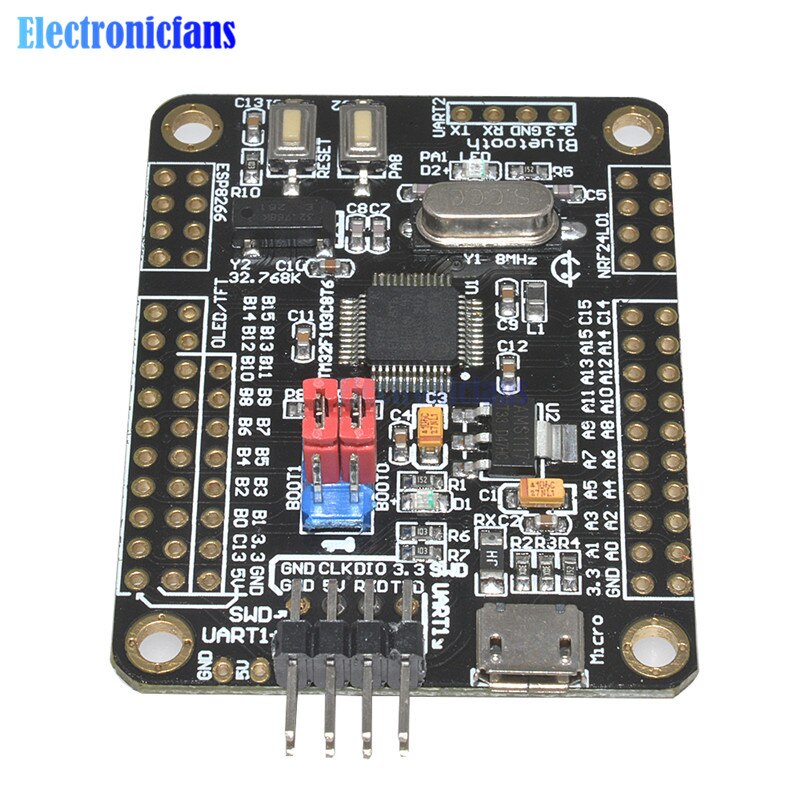 Electronicfans
C13
RESET
PA8
UART2
3.3 GND RX TX
Bluetooth
PA1
LED
D2+
R5
ESP8266
R10
C8 C7
C5
NRF24L01
Y2
32.768K
C10
Y1 8MHz
OLED/TFT
STM32F103C8T6
U1
C11
C9
L1
C12
B15 B13 B11 B9 B7 B5 B3 B1 3.3 GND
B14 B12 B10 B8 B6 B4 B2 B0 C13 5V
C15 A15 A13 A11 A9 A7 A5 A3 A1 3.3
C14 A14 A12 A10 A8 A6 A4 A2 A0 GND
R8
C3
C4
U2
BOOT1
BOOT0
R1
D1
C1
R6
R7
RX
C2
R2 R3 R4
JH
GND CLK DIO 3.3 SWD
GND 5V RXD TXD
UART1
SWD
UART1
Micro
GND
5V